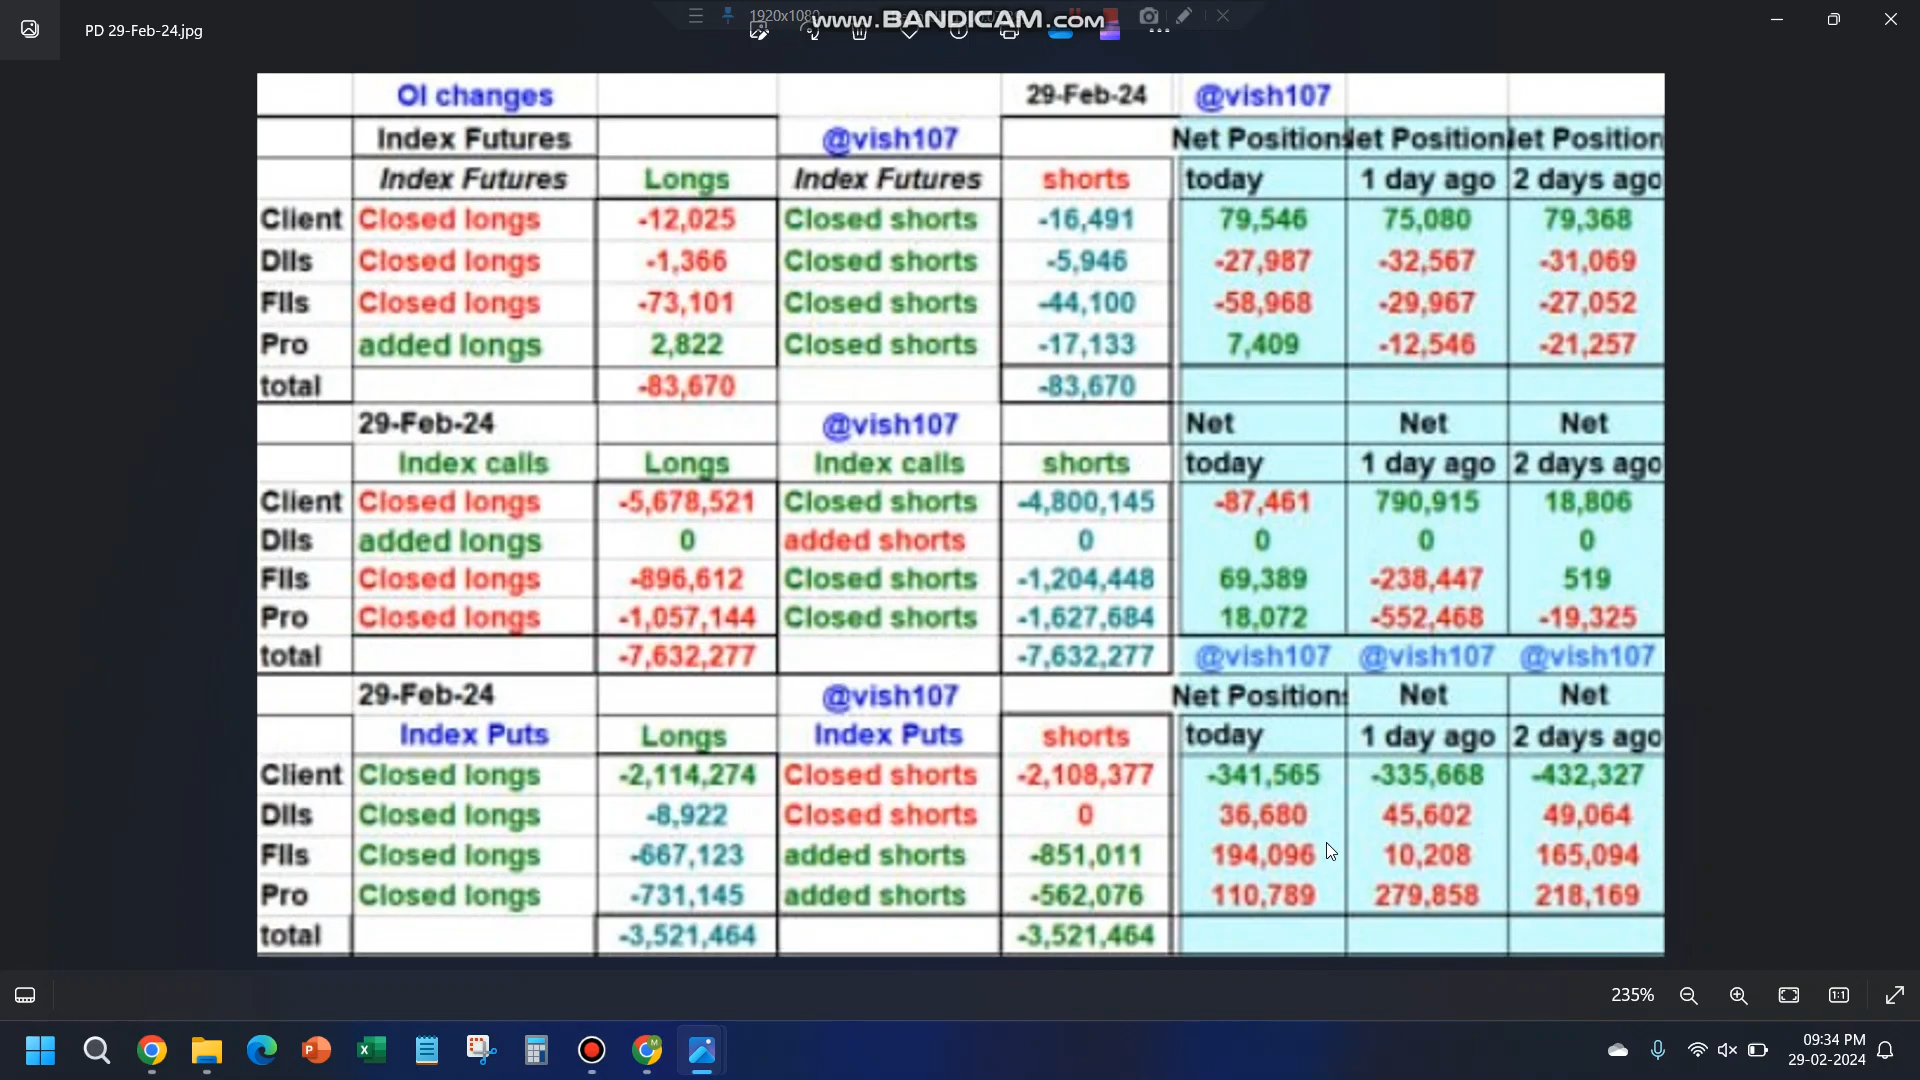 1920x1080
www.BANDICAM.com
PD 29-Feb-24.jpg
OI changes 29-Feb-24 @vish107
Index Futures @vish107 Net Positions Net Position Net Position
Index Futures Longs Index Futures shorts today 1 day ago 2 days ago
Client Closed longs -12,025 Closed shorts -16,491 79,546 75,080 79,368
DIIs Closed longs -1,366 Closed shorts -5,946 -27,987 -32,567 -31,069
FIIs Closed longs -73,101 Closed shorts -44,100 -58,968 -29,967 -27,052
Pro added longs 2,822 Closed shorts -17,133 7,409 -12,546 -21,257
total -83,670 -83,670
29-Feb-24 @vish107 Net Net Net
Index calls Longs Index calls shorts today 1 day ago 2 days ago
Client Closed longs -5,678,521 Closed shorts -4,800,145 -87,461 790,915 18,806
DIIs added longs 0 added shorts 0 0 0 0
FIIs Closed longs -896,612 Closed shorts -1,204,448 69,389 -238,447 519
Pro Closed longs -1,057,144 Closed shorts -1,627,684 18,072 -552,468 -19,325
total -7,632,277 -7,632,277 @vish107 @vish107 @vish107
29-Feb-24 @vish107 Net Positions Net Net
Index Puts Longs Index Puts shorts today 1 day ago 2 days ago
Client Closed longs -2,114,274 Closed shorts -2,108,377 -341,565 -335,668 -432,327
DIIs Closed longs -8,922 Closed shorts 0 36,680 45,602 49,064
FIIs Closed longs -667,123 added shorts -851,011 194,096 10,208 165,094
Pro Closed longs -731,145 added shorts -562,076 110,789 279,858 218,169
total -3,521,464 -3,521,464
235%
09:34 PM
29-02-2024